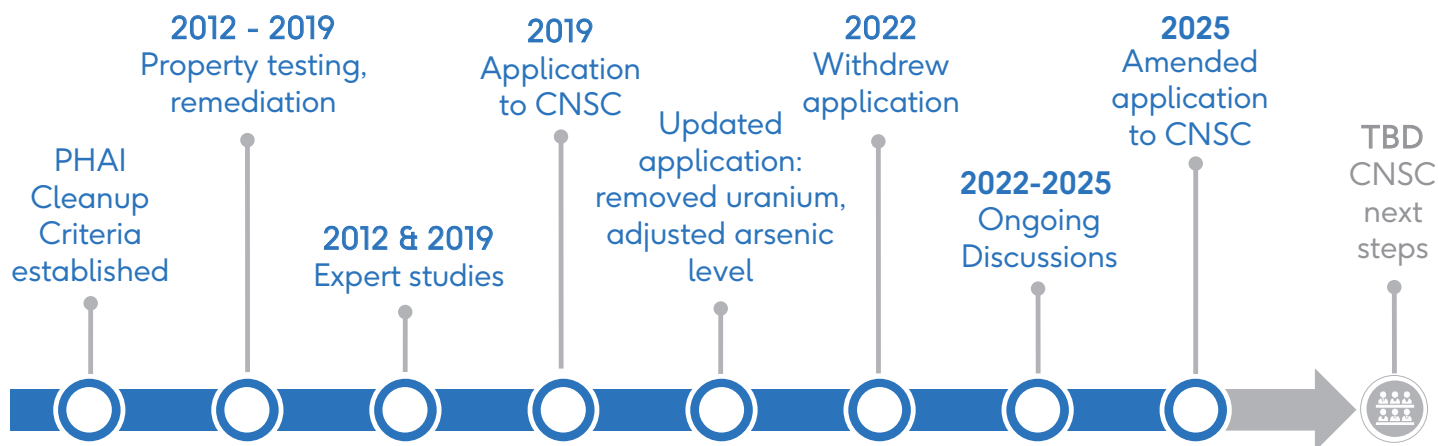 PHAI
Cleanup
Criteria
established
2012 - 2019
Property testing,
remediation
2012 & 2019
Expert studies
2019
Application
to CNSC
Updated
application:
removed uranium,
adjusted arsenic
level
2022
Withdrew
application
2022-2025
Ongoing
Discussions
2025
Amended
application
to CNSC
TBD
CNSC
next
steps